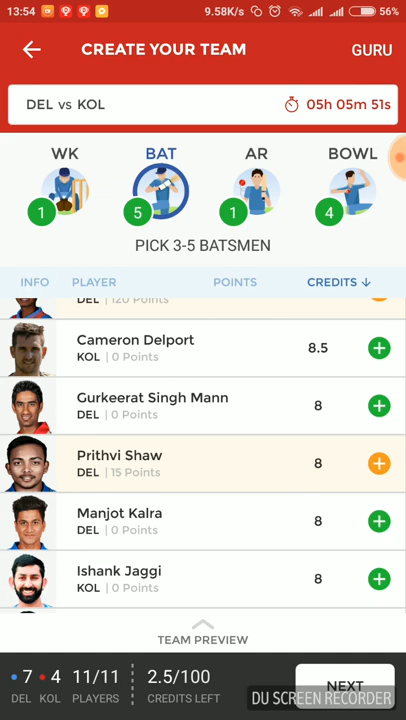 13:54 9.58K/s 56%
CREATE YOUR TEAM GURU
DEL vs KOL 05h 05m 51s
WK BAT AR BOWL
1 5 1 4
PICK 3-5 BATSMEN
INFO PLAYER POINTS CREDITS ↓
DEL | 120 Points
Cameron Delport
KOL | 0 Points 8.5
Gurkeerat Singh Mann
DEL | 0 Points 8
Prithvi Shaw
DEL | 15 Points 8
Manjot Kalra
DEL | 0 Points 8
Ishank Jaggi
KOL | 0 Points 8
TEAM PREVIEW
7 4 11/11 2.5/100 NEXT
DEL KOL PLAYERS CREDITS LEFT
DU SCREEN RECORDER